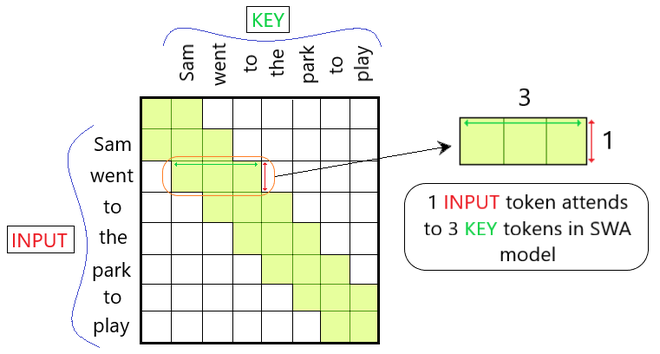 KEY
Sam
went
to
the
park
to
play
3
1
Sam
went
to
the
park
to
play
INPUT
1 INPUT token attends
to 3 KEY tokens in SWA
model